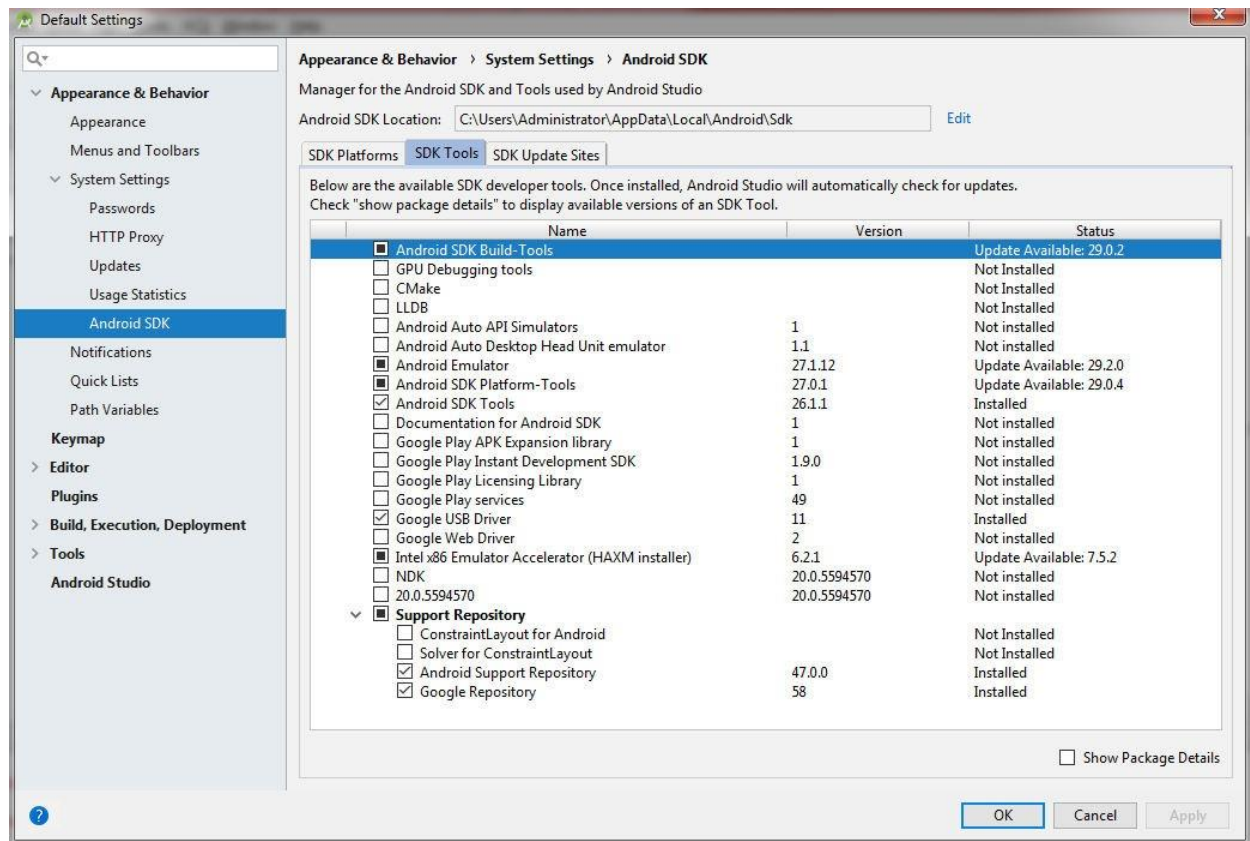 Default Settings
Appearance & Behavior
Appearance
Menus and Toolbars
System Settings
Passwords
HTTP Proxy
Updates
Usage Statistics
Android SDK
Notifications
Quick Lists
Path Variables
Keymap
Editor
Plugins
Build, Execution, Deployment
Tools
Android Studio
Appearance & Behavior › System Settings › Android SDK
Manager for the Android SDK and Tools used by Android Studio
Android SDK Location: C:\Users\Administrator\AppData\Local\Android\Sdk Edit
SDK Platforms SDK Tools SDK Update Sites
Below are the available SDK developer tools. Once installed, Android Studio will automatically check for updates.
Check "show package details" to display available versions of an SDK Tool.
Name Version Status
Android SDK Build-Tools Update Available: 29.0.2
GPU Debugging tools Not Installed
CMake Not Installed
LLDB Not Installed
Android Auto API Simulators 1 Not installed
Android Auto Desktop Head Unit emulator 1.1 Not installed
Android Emulator 27.1.12 Update Available: 29.2.0
Android SDK Platform-Tools 27.0.1 Update Available: 29.0.4
Android SDK Tools 26.1.1 Installed
Documentation for Android SDK 1 Not installed
Google Play APK Expansion library 1 Not installed
Google Play Instant Development SDK 1.9.0 Not installed
Google Play Licensing Library 1 Not installed
Google Play services 49 Not installed
Google USB Driver 11 Installed
Google Web Driver 2 Not installed
Intel x86 Emulator Accelerator (HAXM installer) 6.2.1 Update Available: 7.5.2
NDK 20.0.5594570 Not installed
20.0.5594570 20.0.5594570 Not installed
Support Repository
ConstraintLayout for Android Not Installed
Solver for ConstraintLayout Not Installed
Android Support Repository 47.0.0 Installed
Google Repository 58 Installed
Show Package Details
OK Cancel Apply